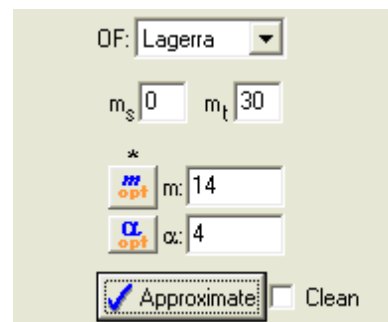 OF: Lagerra
mₛ 0 mₜ 30
*
m opt m: 14
α opt α: 4
Approximate Clean